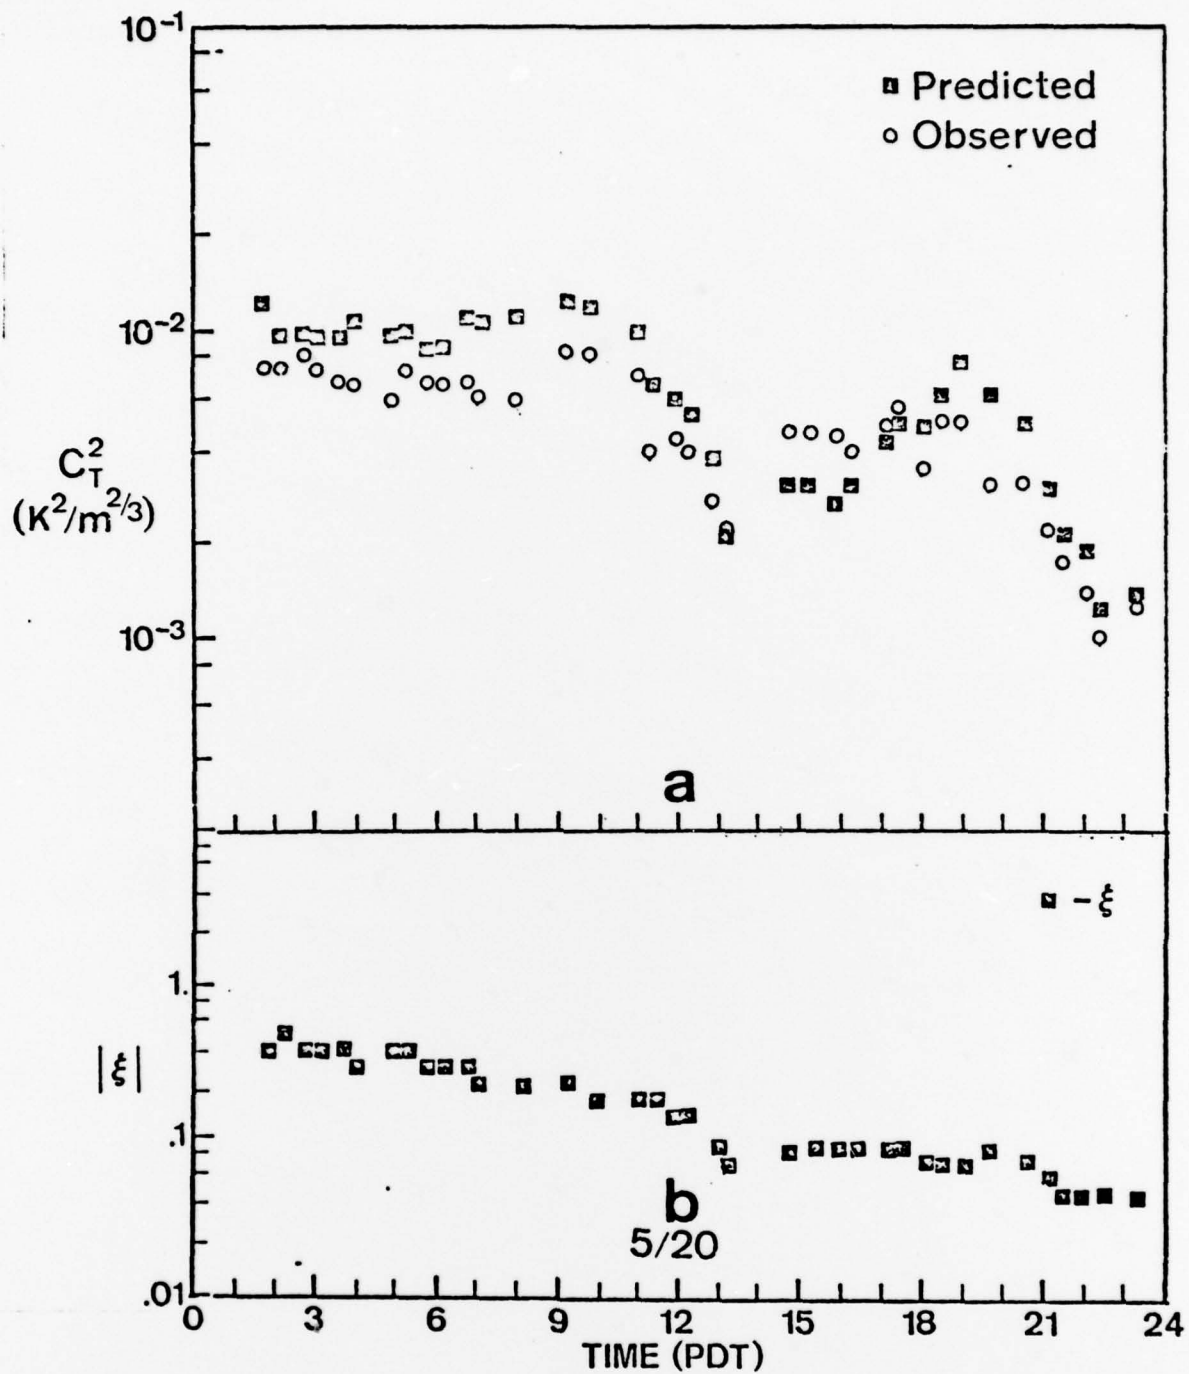 10⁻¹
Predicted
Observed
10⁻²
C_T²
(K²/m²/³)
10⁻³
a
-ξ
1.
|ξ|
.1
b
5/20
.01
0 3 6 9 12 15 18 21 24
TIME (PDT)